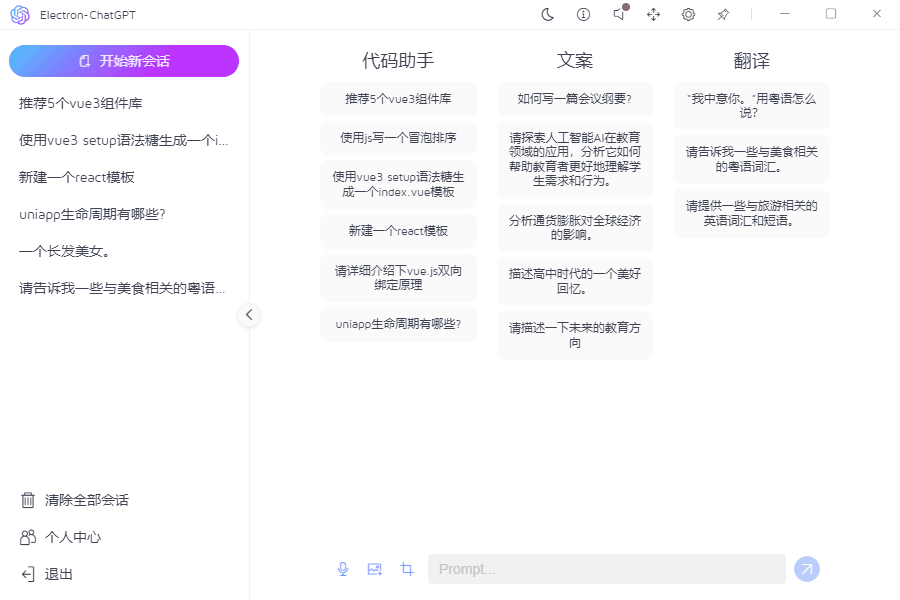 Electron-ChatGPT
开始新会话
推荐5个vue3组件库
使用vue3 setup语法糖生成一个i...
新建一个react模板
uniapp生命周期有哪些?
一个长发美女。
请告诉我一些与美食相关的粤语...
清除全部会话
个人中心
退出
代码助手
推荐5个vue3组件库
使用js写一个冒泡排序
使用vue3 setup语法糖生
成一个index.vue模板
新建一个react模板
请详细介绍下vue.js双向
绑定原理
uniapp生命周期有哪些?
文案
如何写一篇会议纲要?
请探索人工智能AI在教育
领域的应用，分析它如何
帮助教育者更好地理解学
生需求和行为。
分析通货膨胀对全球经济
的影响。
描述高中时代的一个美好
回忆。
请描述一下未来的教育方
向
翻译
"我中意你。"用粤语怎么
说?
请告诉我一些与美食相关
的粤语词汇。
请提供一些与旅游相关的
英语词汇和短语。
Prompt...